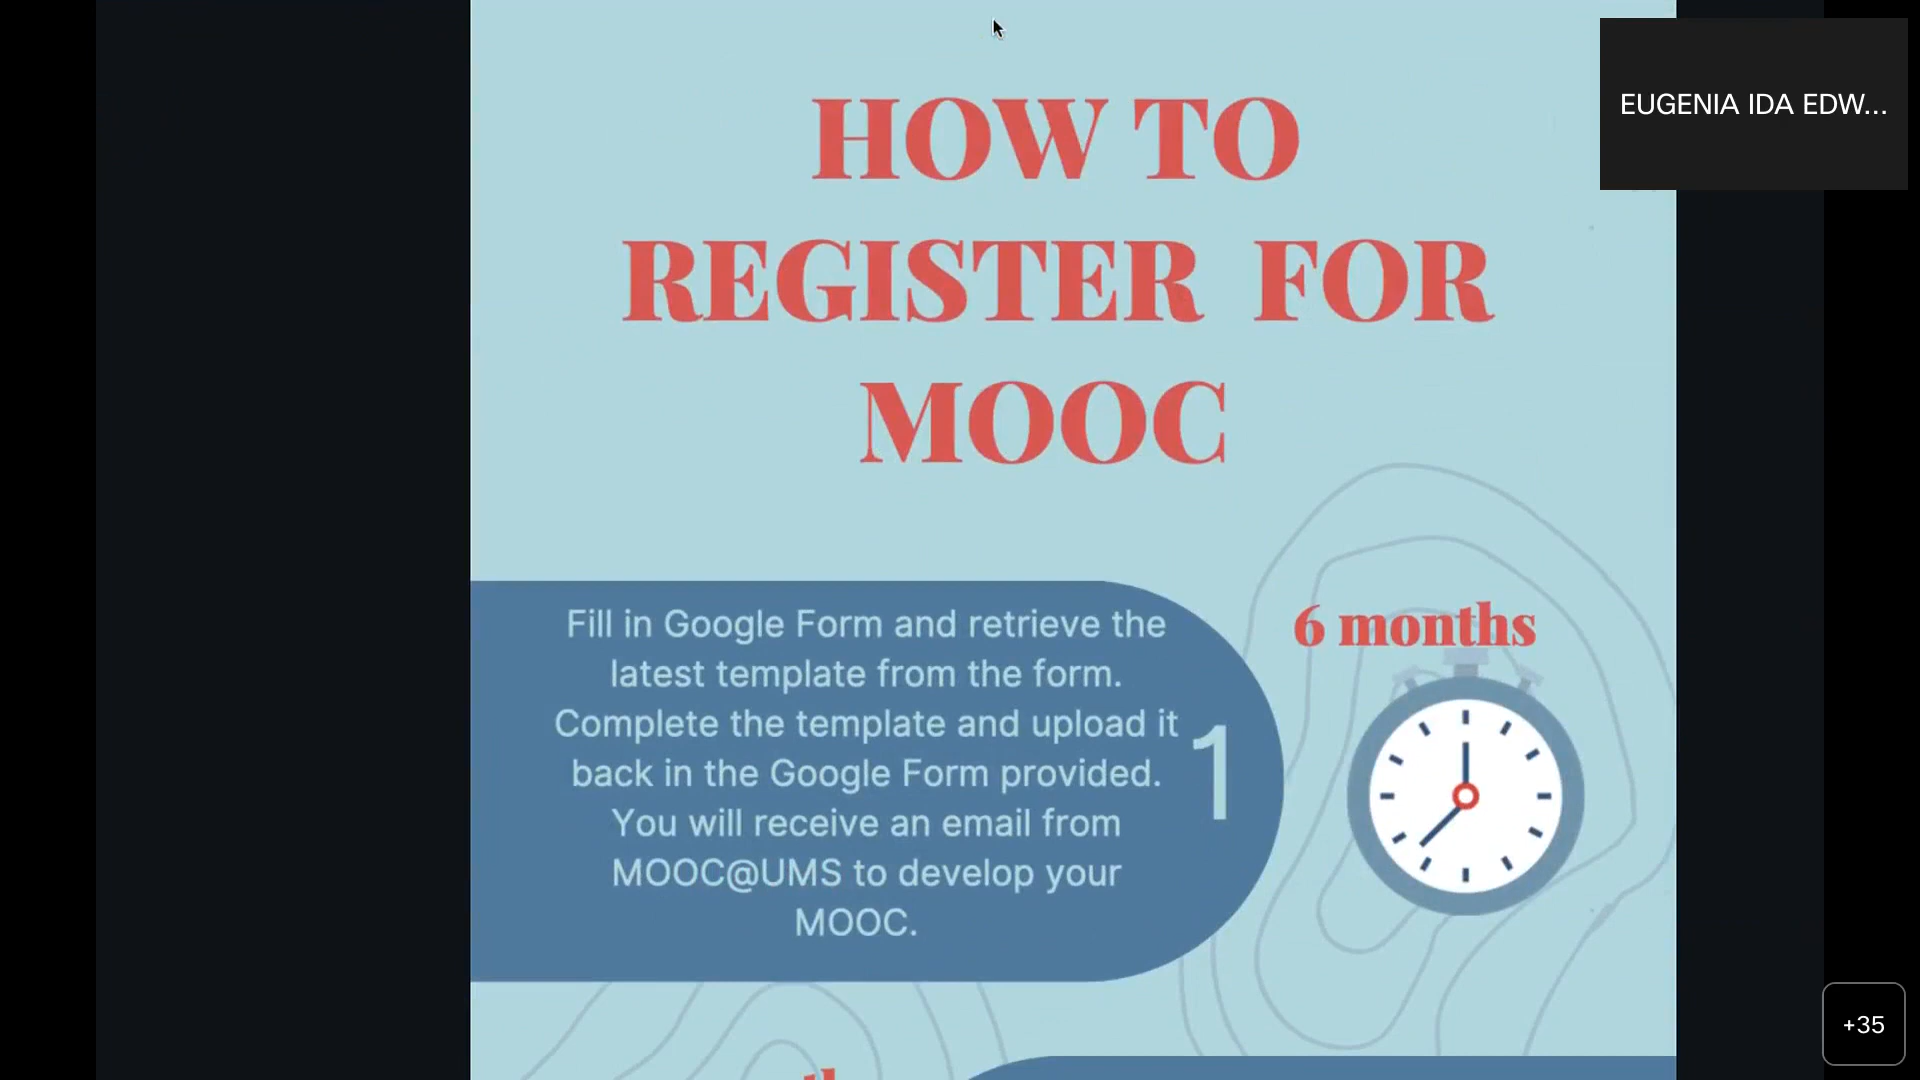 EUGENIA IDA EDW...
HOW TO
REGISTER FOR
MOOC
Fill in Google Form and retrieve the
latest template from the form.
Complete the template and upload it
back in the Google Form provided.
You will receive an email from
MOOC@UMS to develop your
MOOC.
1
6 months
+35